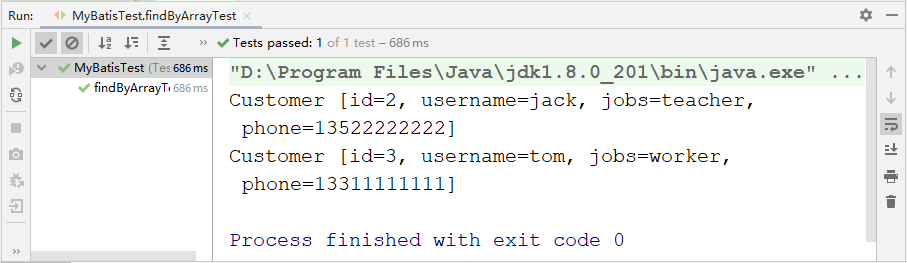 Run: MyBatisTest.findByArrayTest
Tests passed: 1 of 1 test – 686 ms
MyBatisTest (Tes 686 ms
findByArrayTe 686 ms
"D:\Program Files\Java\jdk1.8.0_201\bin\java.exe" ...
Customer [id=2, username=jack, jobs=teacher,
phone=13522222222]
Customer [id=3, username=tom, jobs=worker,
phone=13311111111]
Process finished with exit code 0